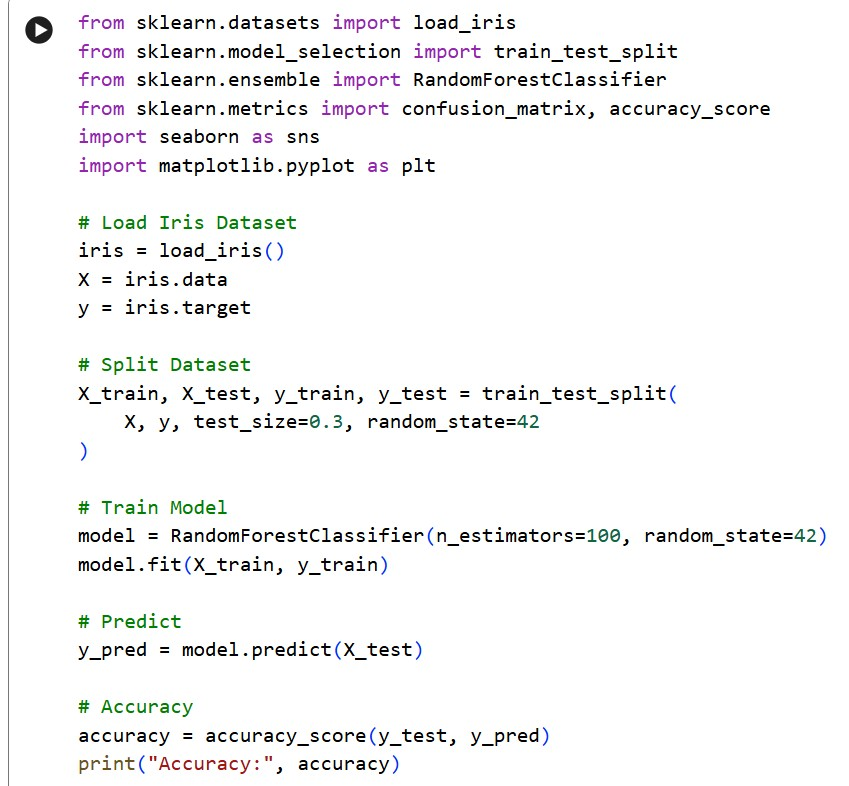 from sklearn.datasets import load_iris
from sklearn.model_selection import train_test_split
from sklearn.ensemble import RandomForestClassifier
from sklearn.metrics import confusion_matrix, accuracy_score
import seaborn as sns
import matplotlib.pyplot as plt

# Load Iris Dataset
iris = load_iris()
X = iris.data
y = iris.target

# Split Dataset
X_train, X_test, y_train, y_test = train_test_split(
    X, y, test_size=0.3, random_state=42
)

# Train Model
model = RandomForestClassifier(n_estimators=100, random_state=42)
model.fit(X_train, y_train)

# Predict
y_pred = model.predict(X_test)

# Accuracy
accuracy = accuracy_score(y_test, y_pred)
print("Accuracy:", accuracy)